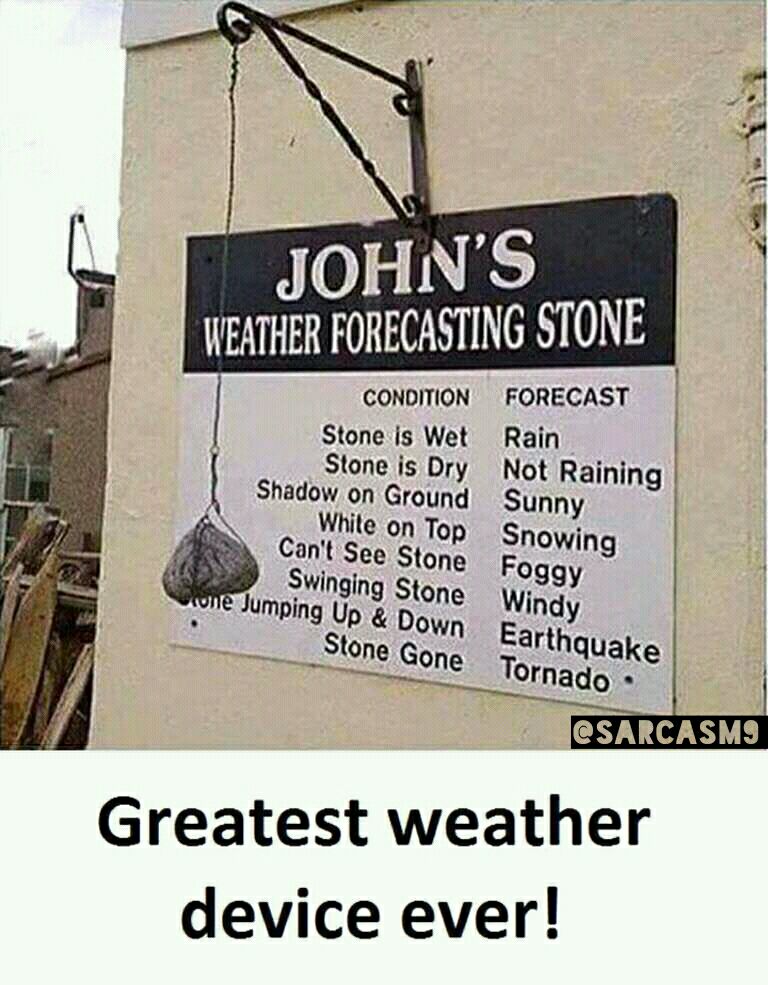 JOHN'S
WEATHER FORECASTING STONE
CONDITION FORECAST
Stone is Wet Rain
Stone is Dry Not Raining
Shadow on Ground Sunny
White on Top Snowing
Can't See Stone Foggy
Swinging Stone Windy
Stone Jumping Up & Down Earthquake
Stone Gone Tornado
@SARCASM9
Greatest weather
device ever!